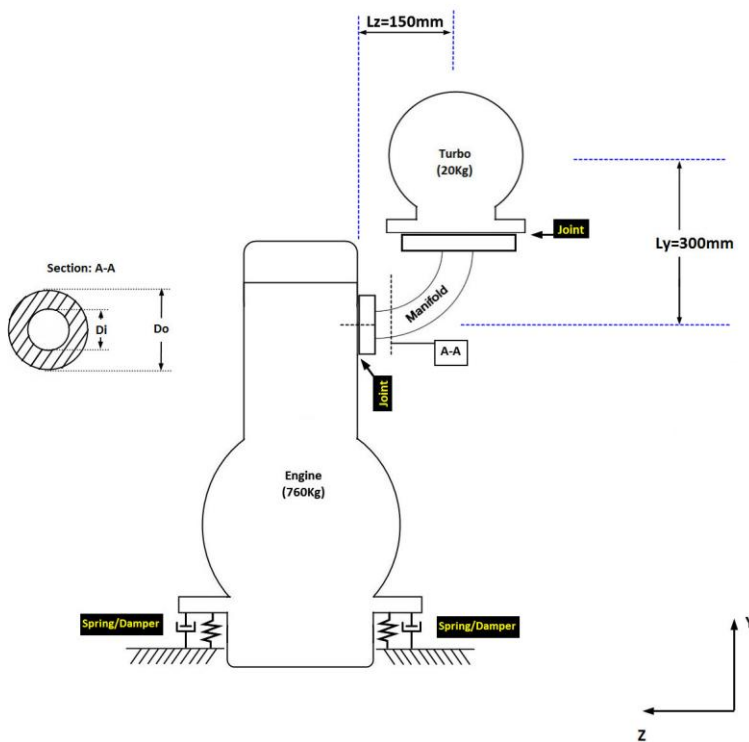 Lz=150mm
Turbo
(20Kg)
Joint
Ly=300mm
Section: A-A
Di
Do
Manifold
A-A
Joint
Engine
(760Kg)
Spring/Damper
Spring/Damper
Y
Z